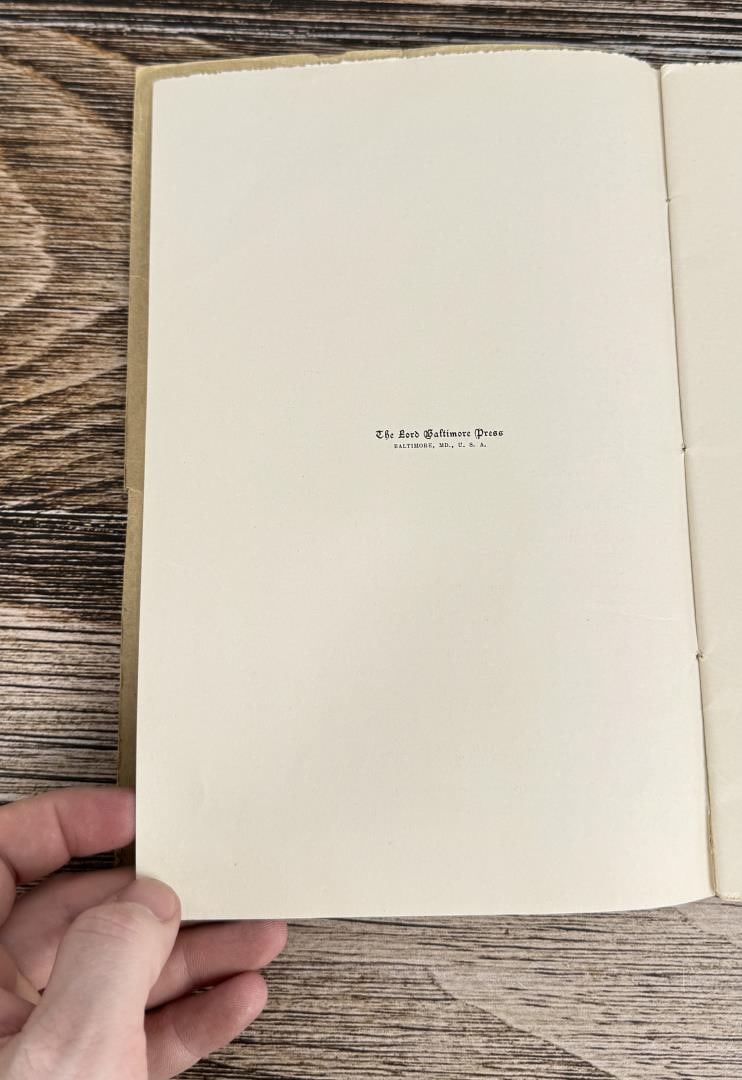 The Lord Baltimore Press
BALTIMORE, MD., U. S. A.